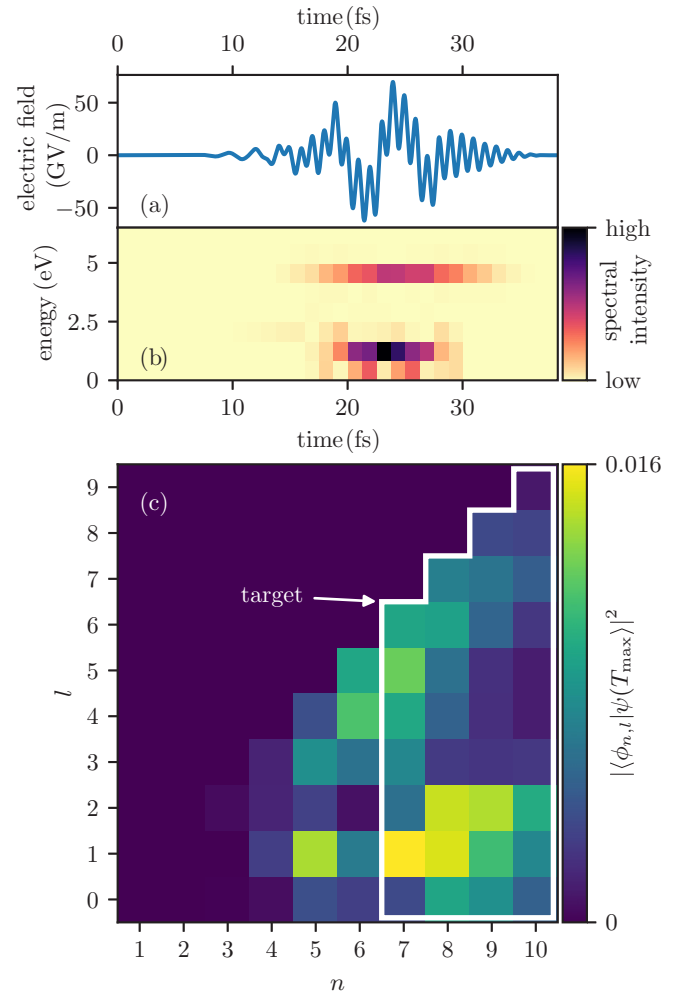 time (fs)
0 10 20 30
electric field
(GV/m)
50
0
−50
(a)
energy (eV)
5
2.5
0
(b)
high
low
spectral
intensity
0 10 20 30
time (fs)
(c)
target
l
9
8
7
6
5
4
3
2
1
0
1 2 3 4 5 6 7 8 9 10
n
0.016
0
|⟨ϕn,l|ψ(Tmax)⟩|²